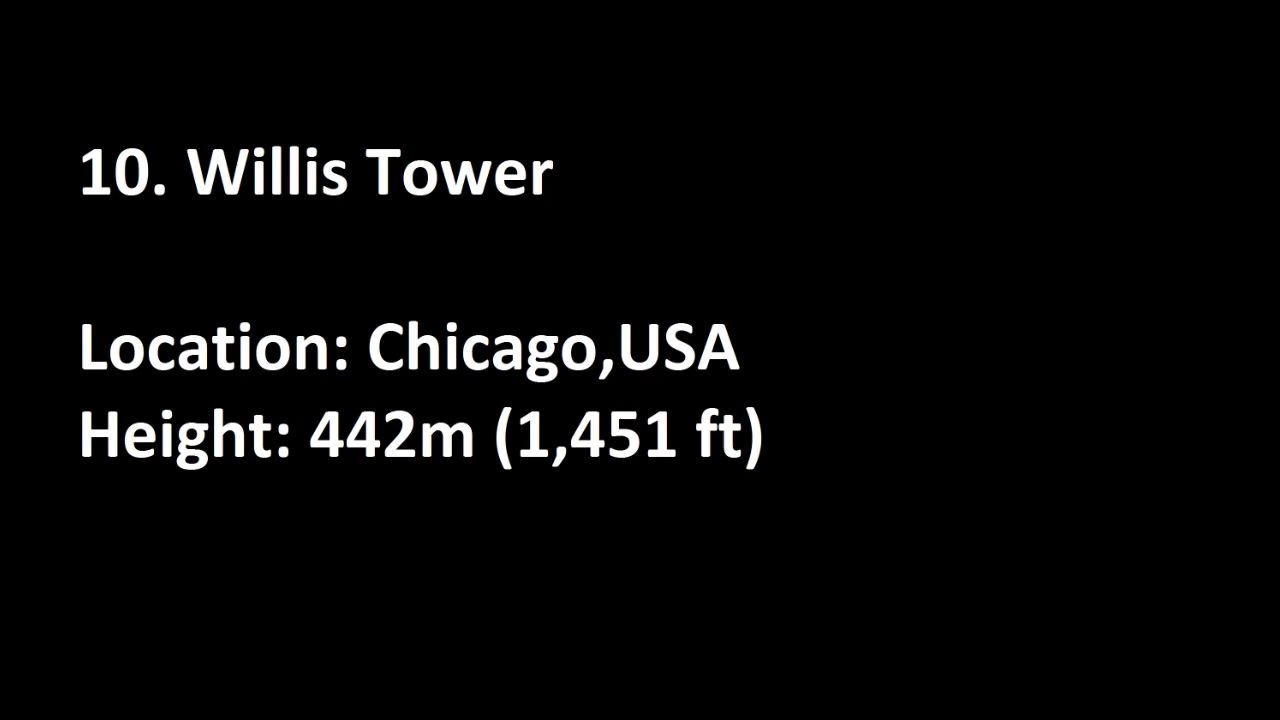 10. Willis Tower
Location: Chicago,USA
Height: 442m (1,451 ft)